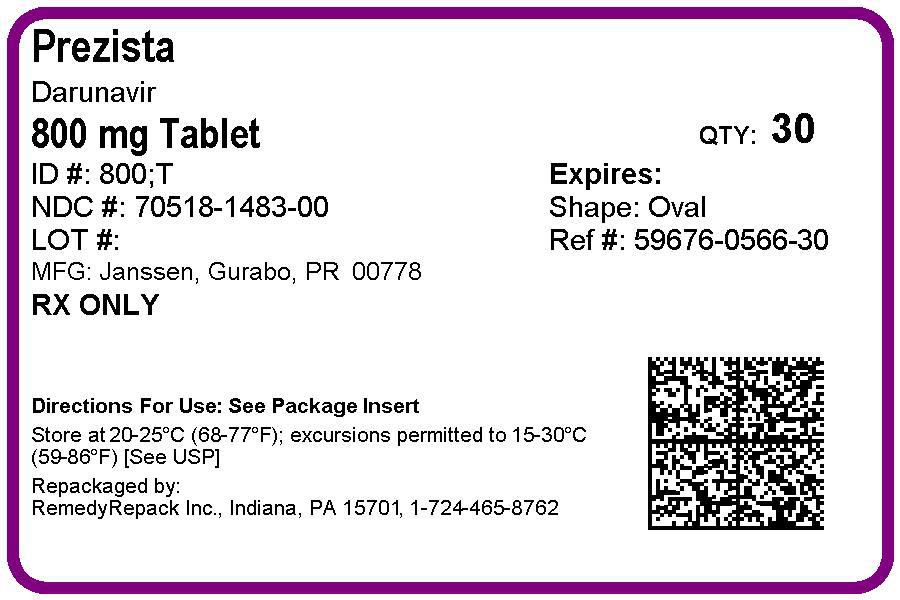 Prezista
Darunavir
800 mg Tablet
QTY: 30
ID #: 800;T
Expires:
NDC #: 70518-1483-00
Shape: Oval
LOT #:
Ref #: 59676-0566-30
MFG: Janssen, Gurabo, PR 00778
RX ONLY
Directions For Use: See Package Insert
Store at 20-25°C (68-77°F); excursions permitted to 15-30°C
(59-86°F) [See USP]
Repackaged by:
RemedyRepack Inc., Indiana, PA 15701, 1-724-465-8762